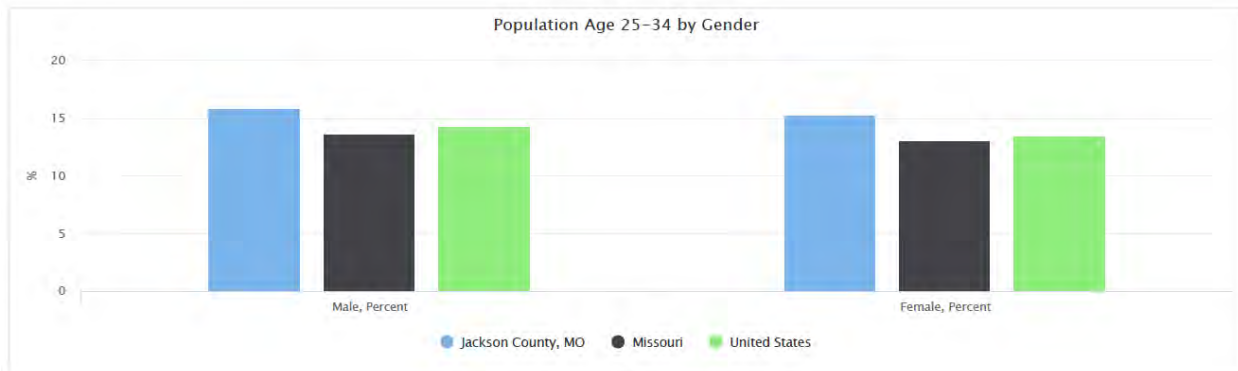 Population Age 25-34 by Gender
20
15
10
5
0
%
Male, Percent
Female, Percent
Jackson County, MO
Missouri
United States